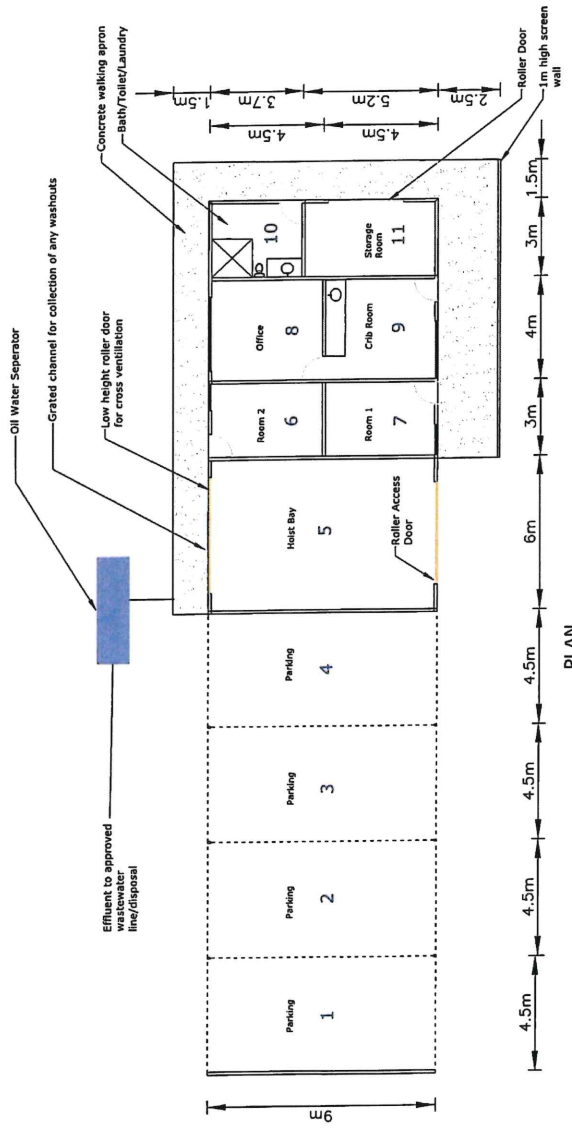 Oil Water Seperator
Grated channel for collection of any washouts
Low height roller door
for cross ventillation
Concrete walking apron
Bath/Toilet/Laundry
Effluent to approved
wastewater
line/disposal
1.5m
3.7m
5.2m
2.5m
4.5m
4.5m
Roller Door
1m high screen
wall
9m
Parking
1
Parking
2
Parking
3
Parking
4
Hoist Bay
5
Roller Access
Door
Room 2
6
Room 1
7
Office
8
Crib Room
9
10
Storage
Room
11
4.5m
4.5m
4.5m
4.5m
6m
3m
4m
3m
1.5m
PLAN